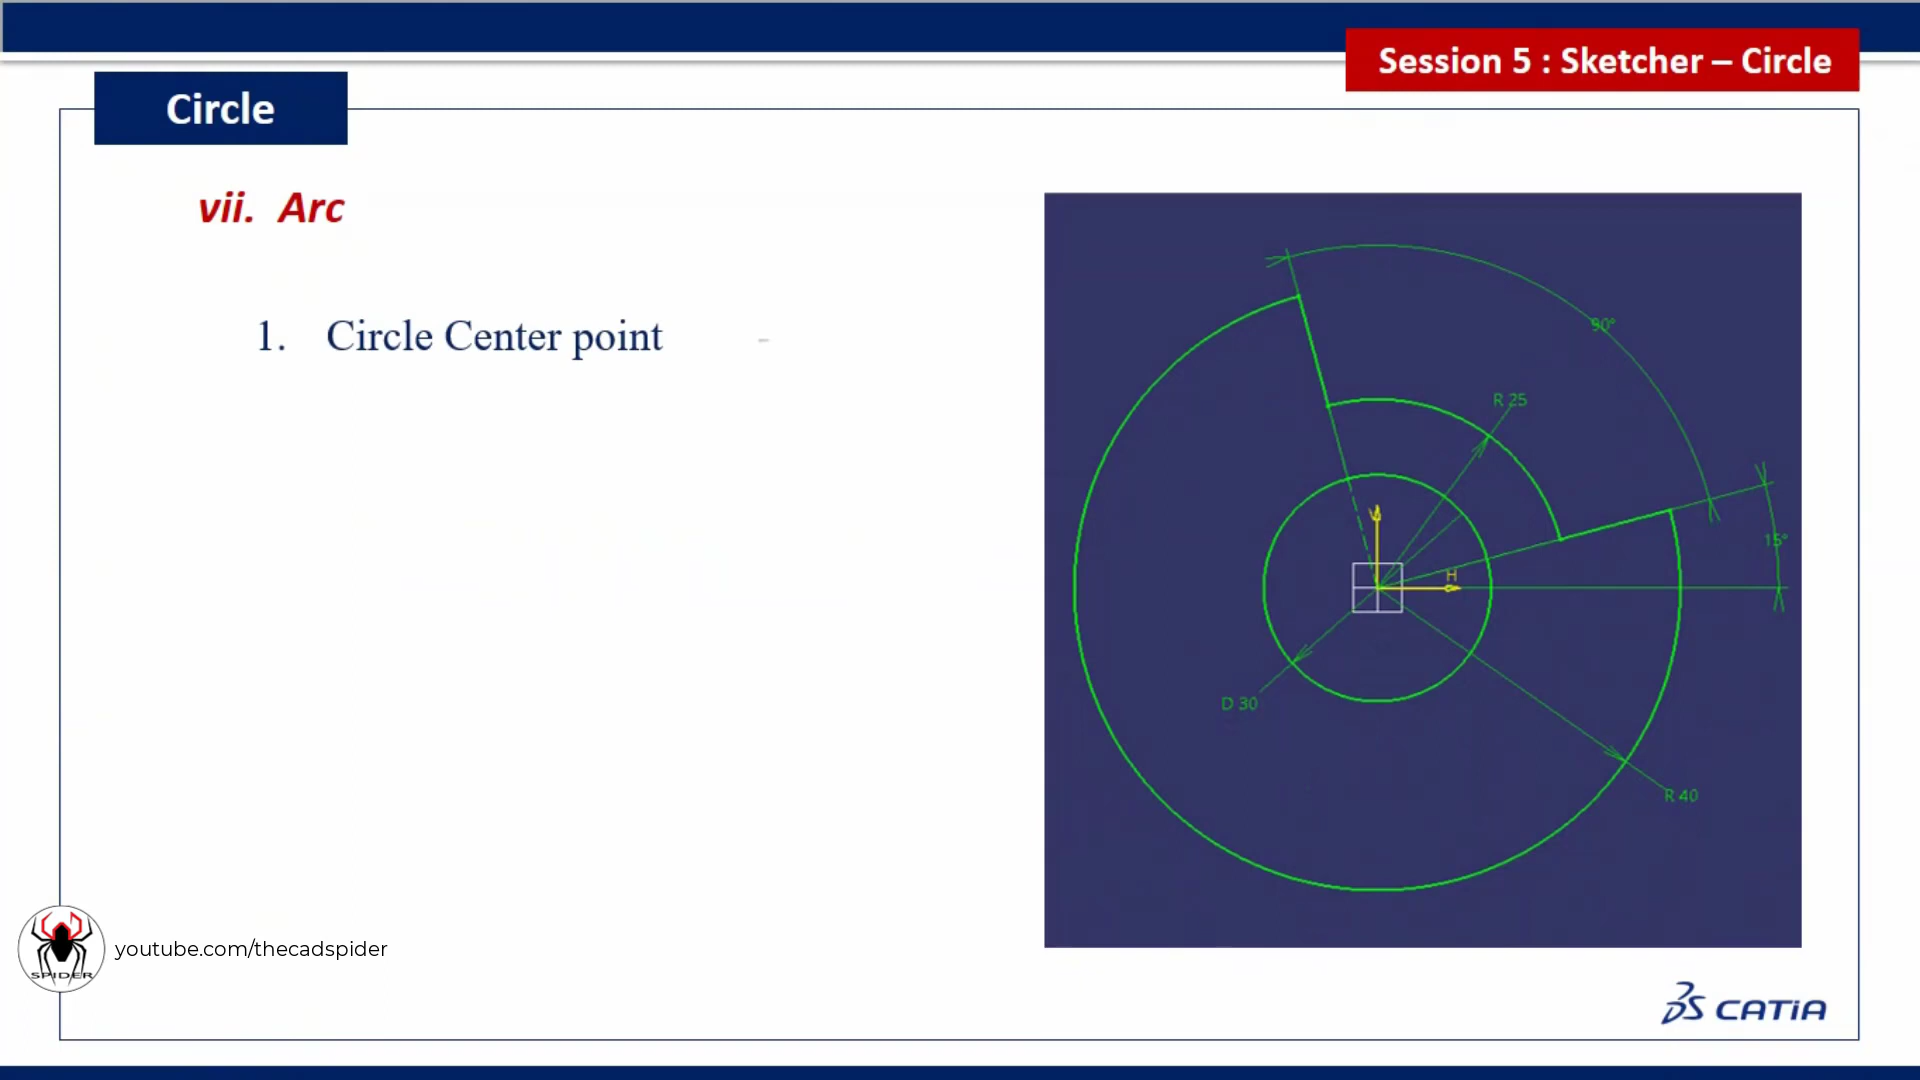 Session 5 : Sketcher – Circle
Circle
vii. Arc
1. Circle Center point -
90°
R 25
15°
V
H
D 30
R 40
SPIDER
youtube.com/thecadspider
DS CATIA